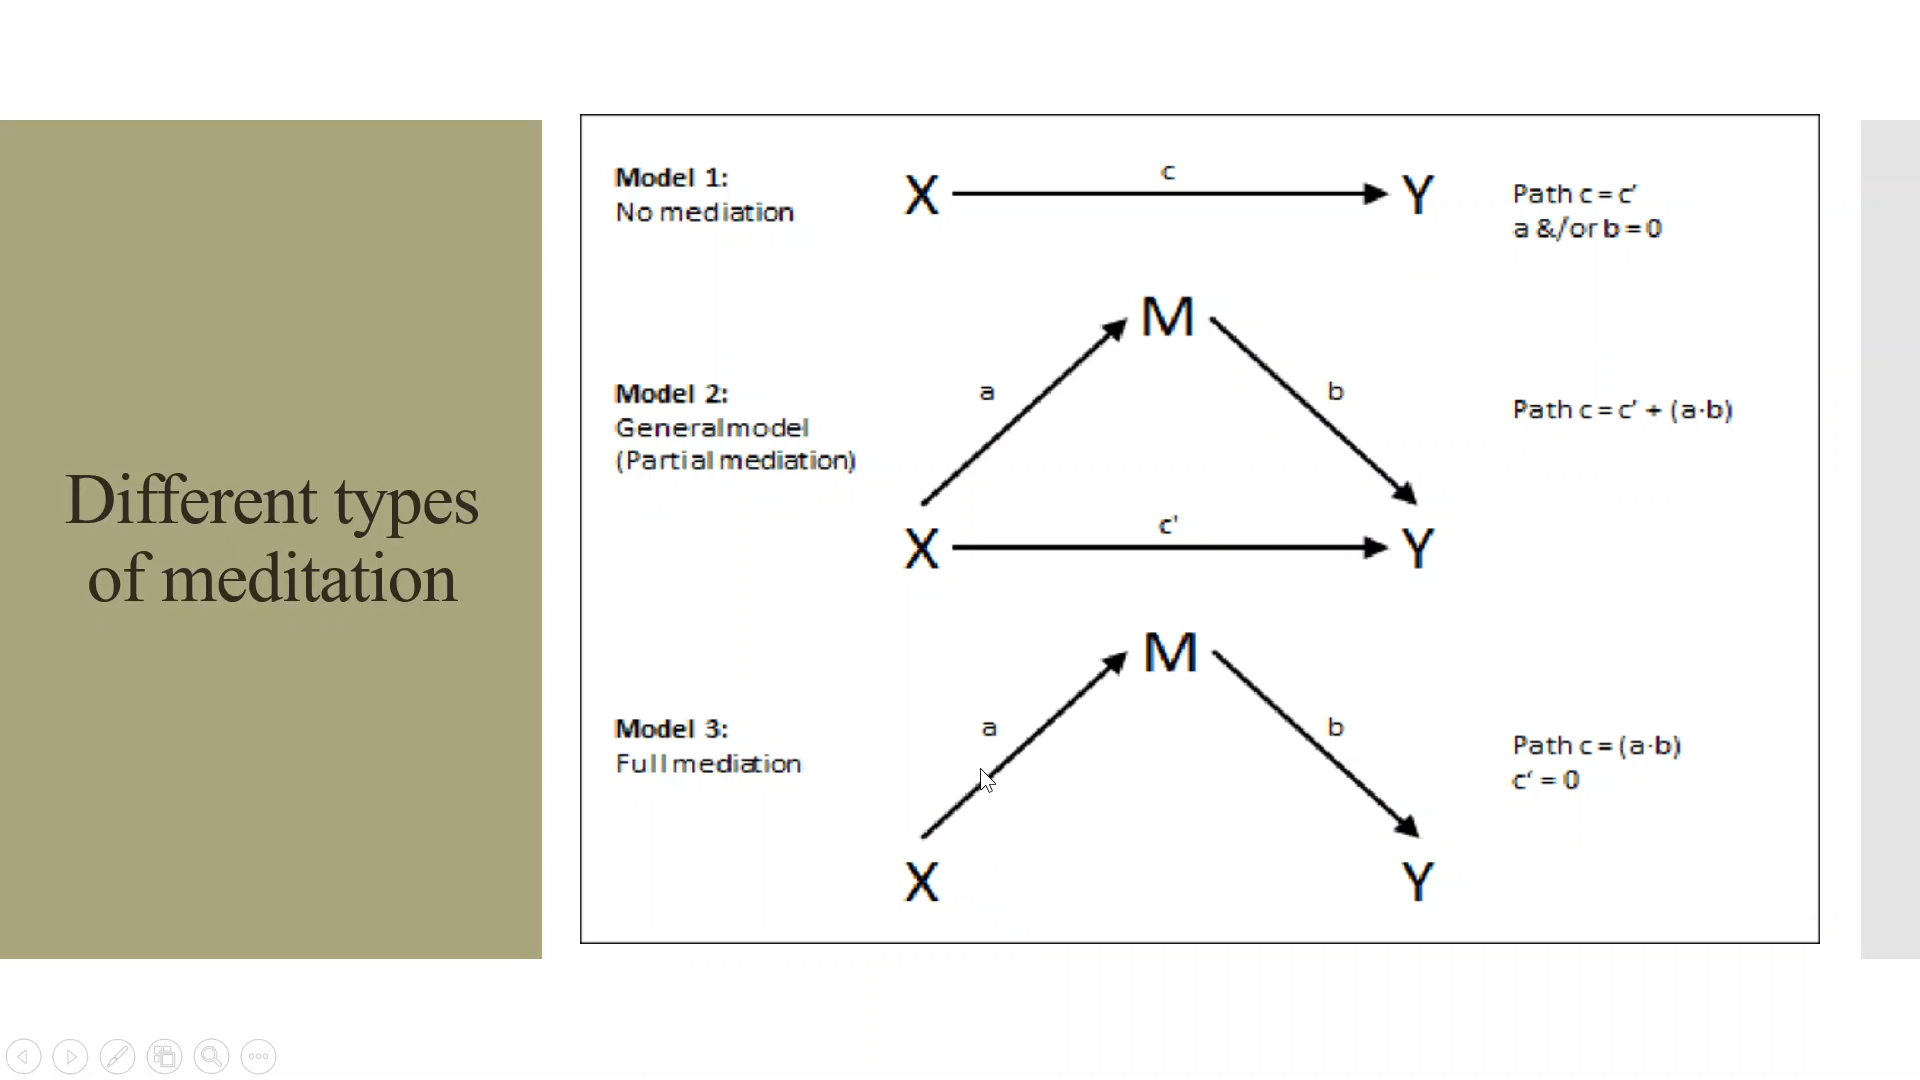 Different types
of meditation
Model 1:
No mediation
X
c
Y
Path c = c'
a &/or b = 0
M
a
b
Model 2:
General model
(Partial mediation)
Path c = c' + (a·b)
X
c'
Y
M
a
b
Model 3:
Full mediation
Path c = (a·b)
c' = 0
X
Y